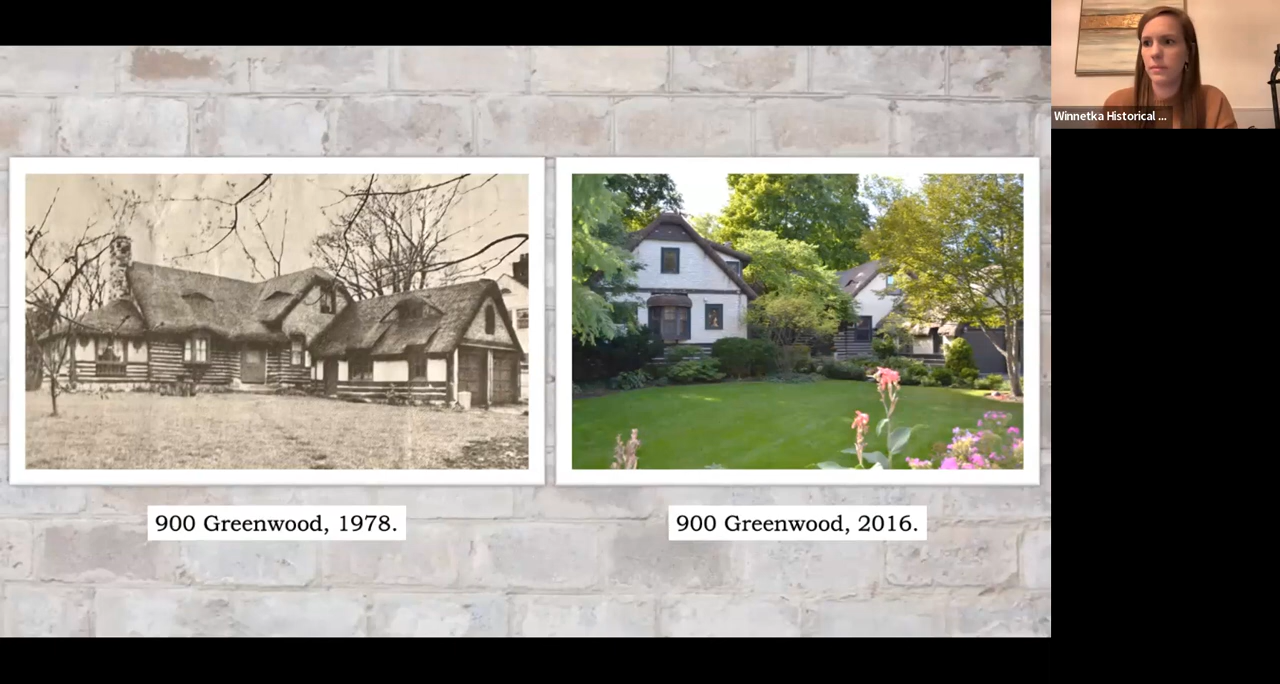 Winnetka Historical ...
900 Greenwood, 1978.
900 Greenwood, 2016.